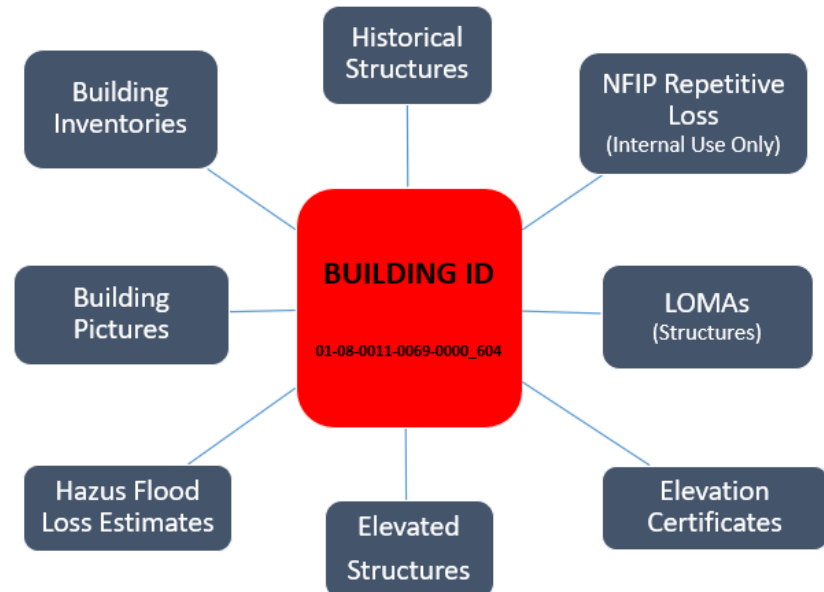 Historical
Structures
Building
Inventories
NFIP Repetitive
Loss
(Internal Use Only)
BUILDING ID
01-08-0011-0069-0000_604
Building
Pictures
LOMAs
(Structures)
Hazus Flood
Loss Estimates
Elevated
Structures
Elevation
Certificates